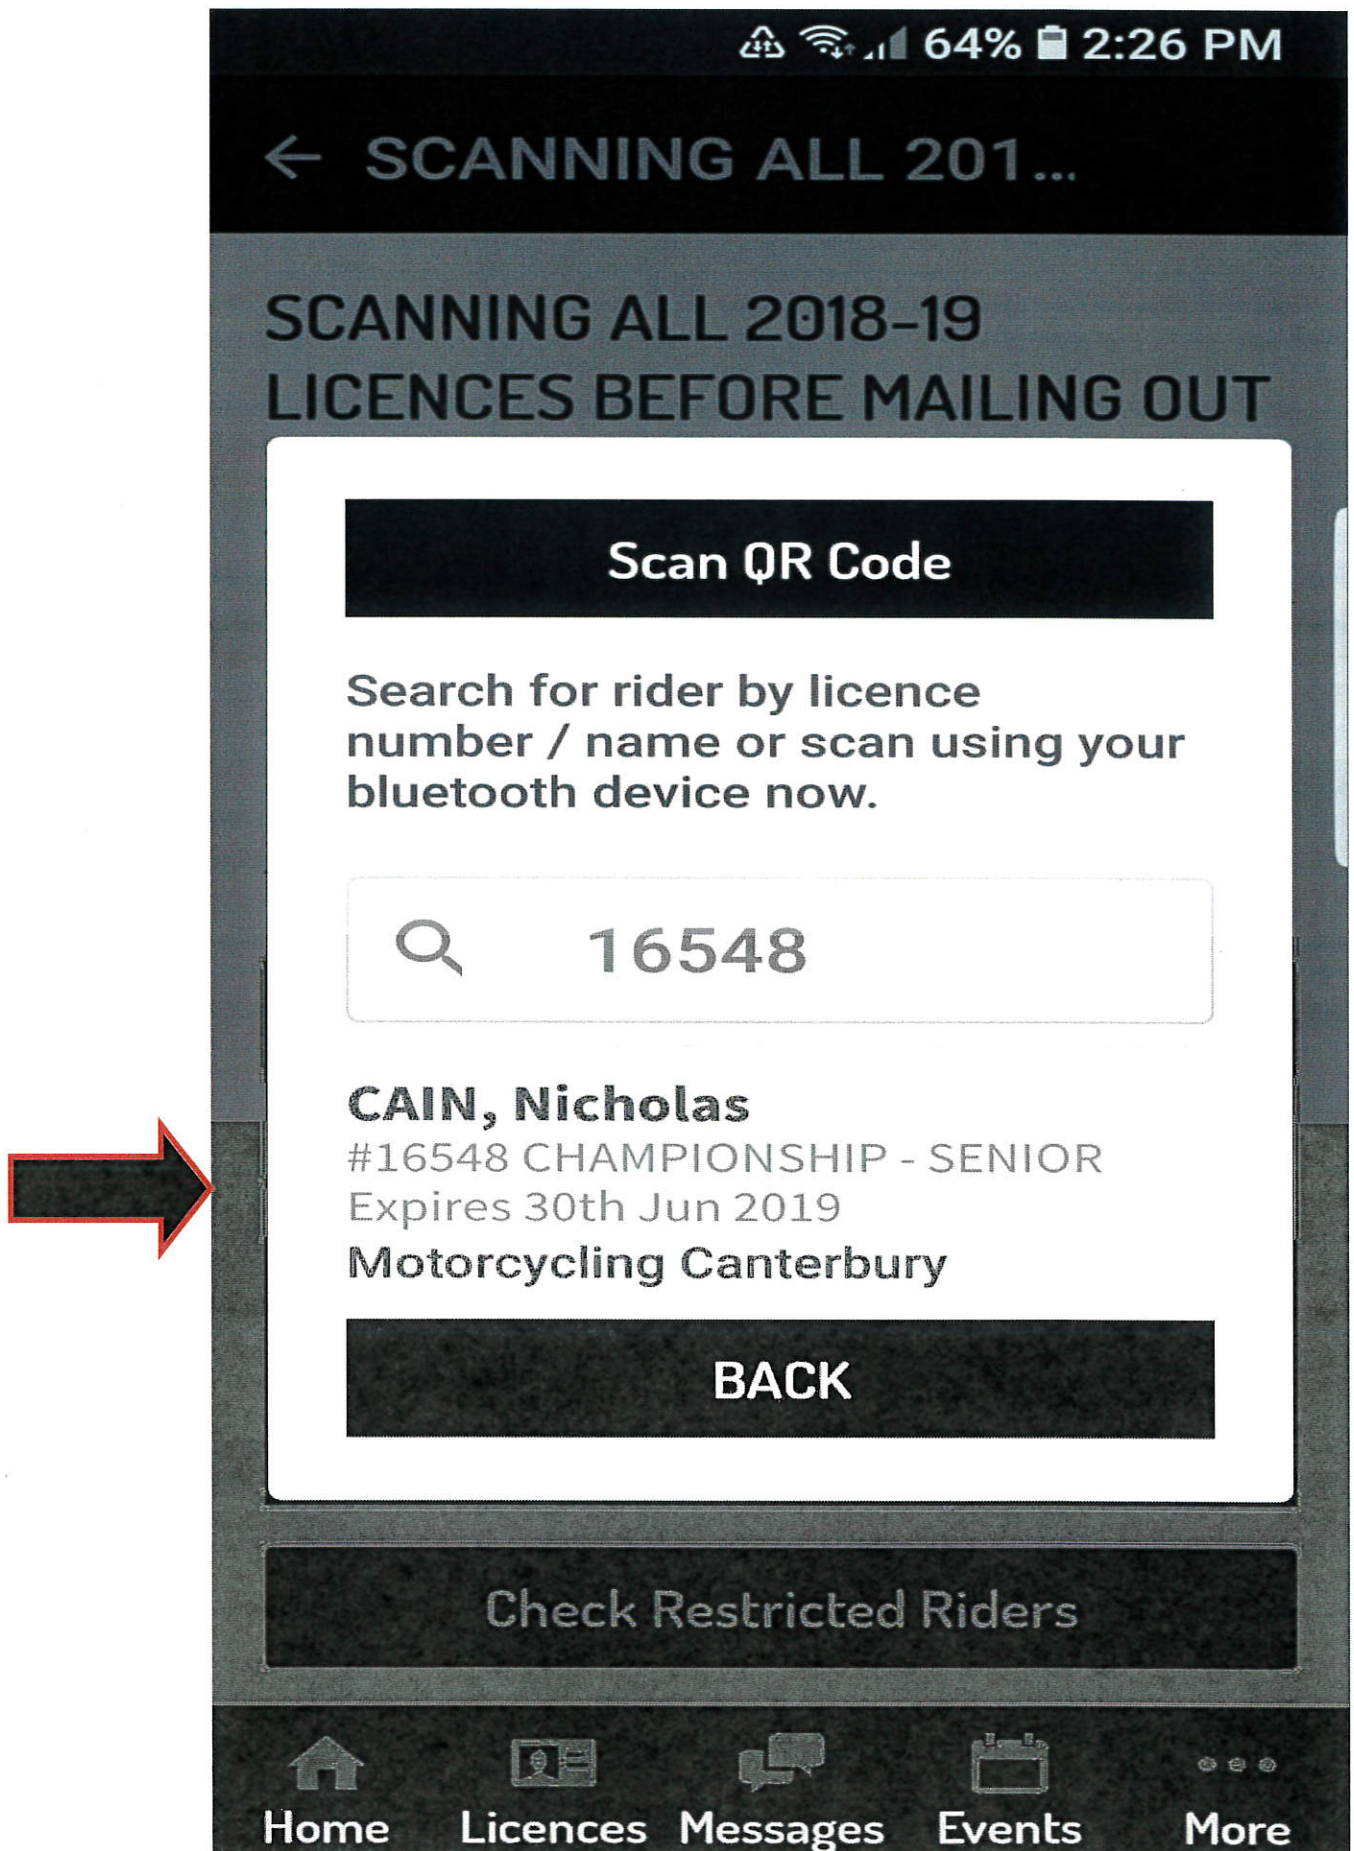 64% 2:26 PM
← SCANNING ALL 201...
SCANNING ALL 2018-19
LICENCES BEFORE MAILING OUT
Scan QR Code
Search for rider by licence
number / name or scan using your
bluetooth device now.
16548
CAIN, Nicholas
#16548 CHAMPIONSHIP - SENIOR
Expires 30th Jun 2019
Motorcycling Canterbury
BACK
Check Restricted Riders
Home Licences Messages Events More